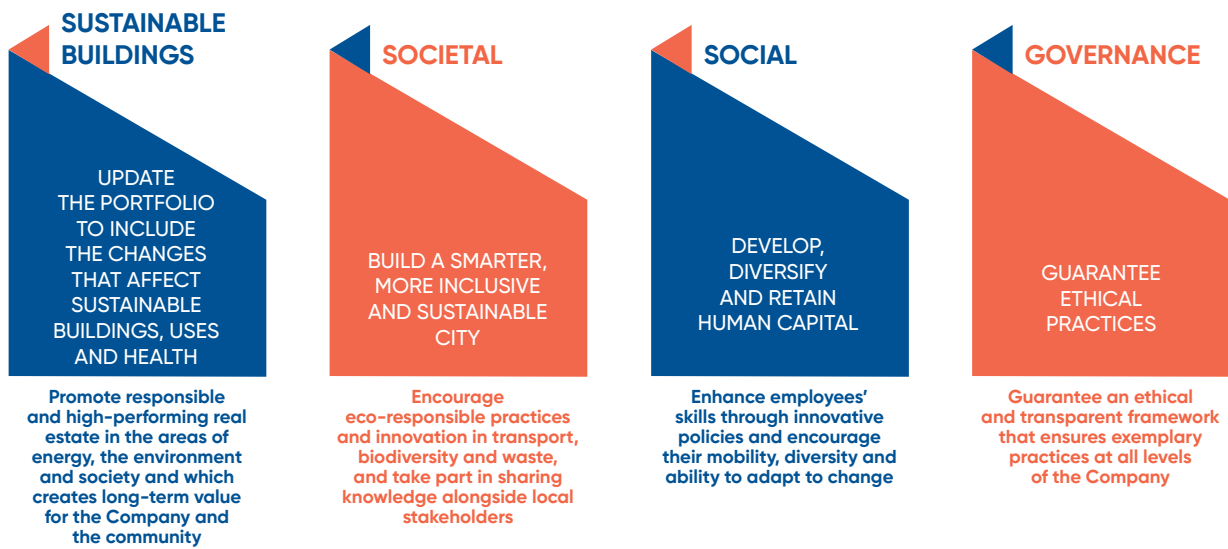 SUSTAINABLE
BUILDINGS
UPDATE
THE PORTFOLIO
TO INCLUDE
THE CHANGES
THAT AFFECT
SUSTAINABLE
BUILDINGS, USES
AND HEALTH
Promote responsible
and high-performing real
estate in the areas of
energy, the environment
and society and which
creates long-term value
for the Company and
the community
SOCIETAL
BUILD A SMARTER,
MORE INCLUSIVE
AND SUSTAINABLE
CITY
Encourage
eco-responsible practices
and innovation in transport,
biodiversity and waste,
and take part in sharing
knowledge alongside local
stakeholders
SOCIAL
DEVELOP,
DIVERSIFY
AND RETAIN
HUMAN CAPITAL
Enhance employees’
skills through innovative
policies and encourage
their mobility, diversity and
ability to adapt to change
GOVERNANCE
GUARANTEE
ETHICAL
PRACTICES
Guarantee an ethical
and transparent framework
that ensures exemplary
practices at all levels
of the Company